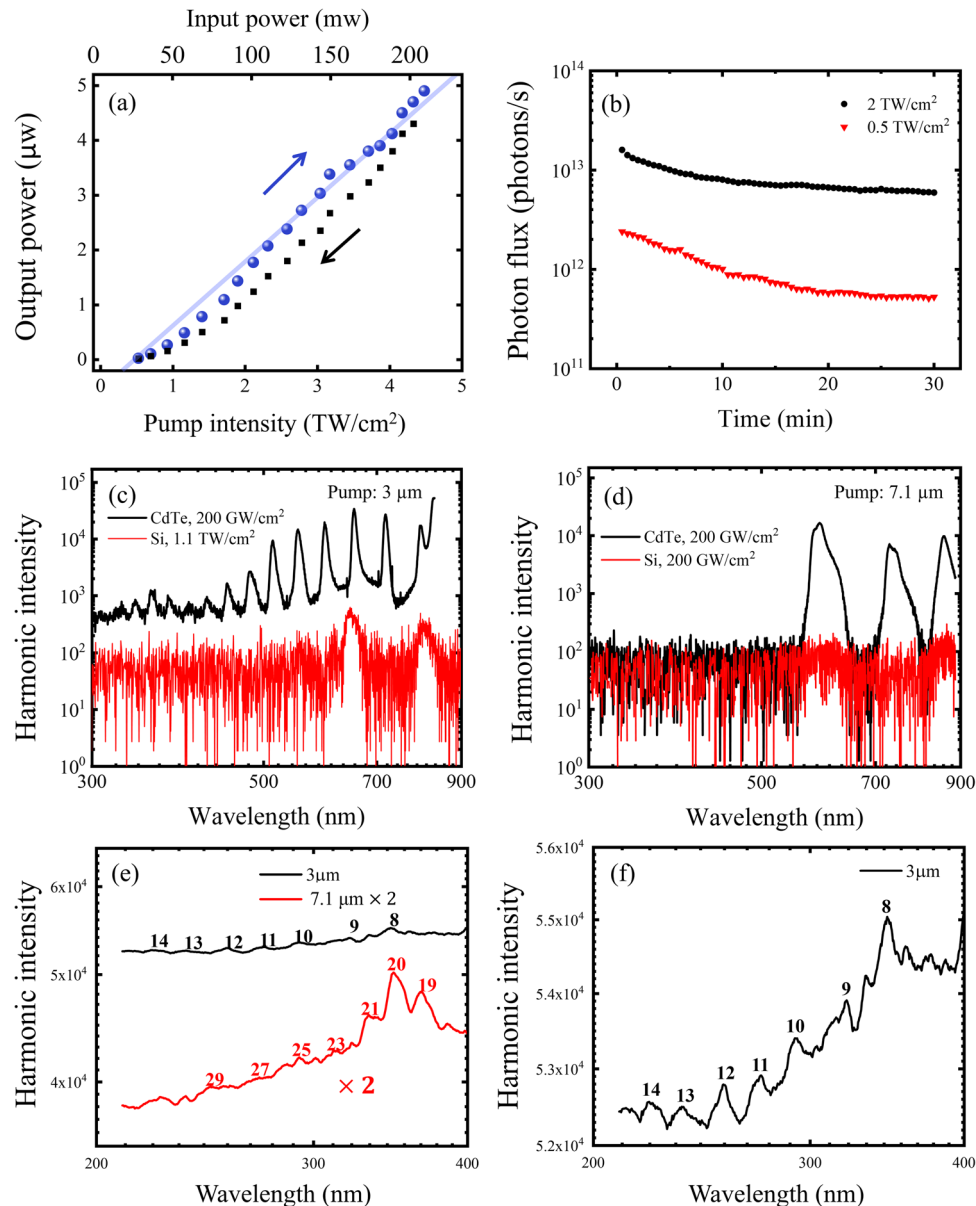 Input power (mw)
0 50 100 150 200
(a)
Output power (μw)
5
4
3
2
1
0
0 1 2 3 4 5
Pump intensity (TW/cm²)
(b)
2 TW/cm²
0.5 TW/cm²
Photon flux (photons/s)
10¹⁴
10¹³
10¹²
10¹¹
0 10 20 30
Time (min)
(c)
Pump: 3 μm
CdTe, 200 GW/cm²
Si, 1.1 TW/cm²
Harmonic intensity
10⁵
10⁴
10³
10²
10¹
10⁰
300 500 700 900
Wavelength (nm)
(d)
Pump: 7.1 μm
CdTe, 200 GW/cm²
Si, 200 GW/cm²
Harmonic intensity
10⁵
10⁴
10³
10²
10¹
10⁰
300 500 700 900
Wavelength (nm)
(e)
3μm
7.1 μm × 2
Harmonic intensity
6x10⁴
5x10⁴
4x10⁴
14 13 12 11 10 9 8
29 27 25 23 21 20 19
× 2
200 300 400
Wavelength (nm)
(f)
3μm
Harmonic intensity
5.6x10⁴
5.5x10⁴
5.4x10⁴
5.3x10⁴
5.2x10⁴
14 13 12 11 10 9 8
200 300 400
Wavelength (nm)